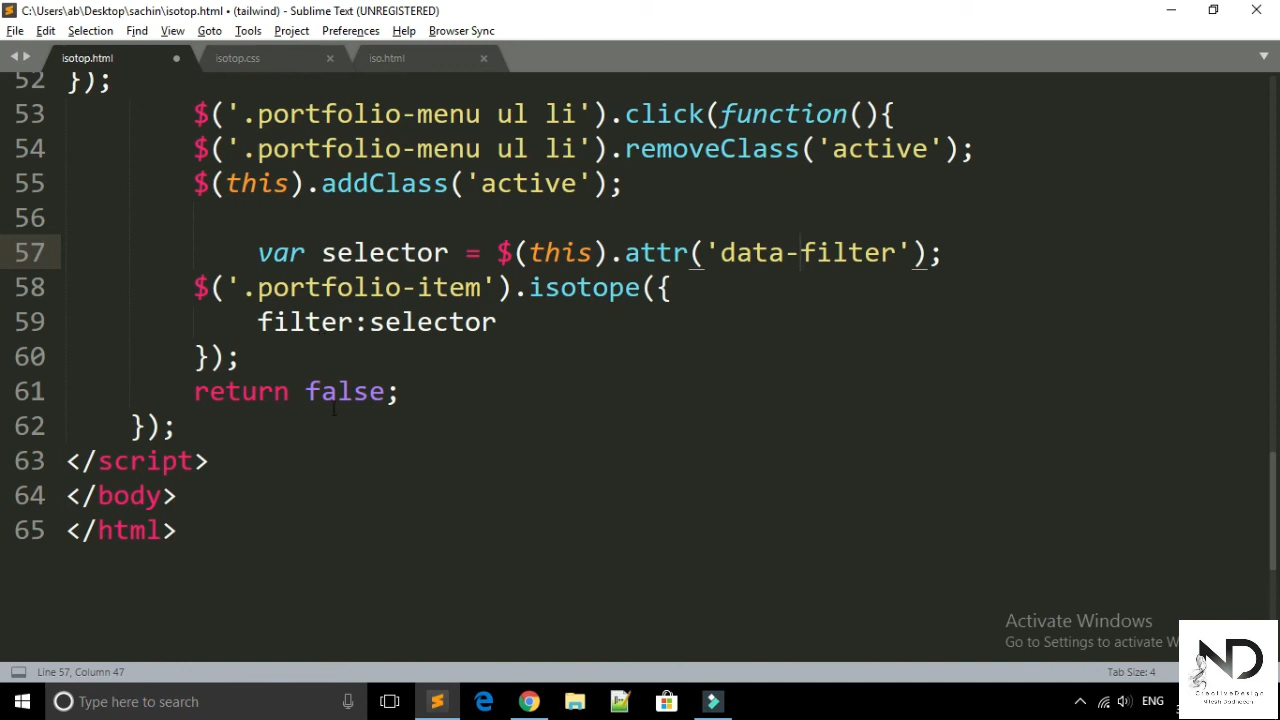 C:\Users\ab\Desktop\sachin\isotop.html • (tailwind) - Sublime Text (UNREGISTERED)
File Edit Selection Find View Goto Tools Project Preferences Help Browser Sync
isotop.html isotop.css iso.html
52 });
53 $('.portfolio-menu ul li').click(function(){
54 $('.portfolio-menu ul li').removeClass('active');
55 $(this).addClass('active');
56
57 var selector = $(this).attr('data-filter');
58 $('.portfolio-item').isotope({
59 filter:selector
60 });
61 return false;
62 });
63 </script>
64 </body>
65 </html>
Activate Windows
Go to Settings to activate W
Line 57, Column 47
Tab Size: 4
ND
CreativeDesign
Type here to search
ENG